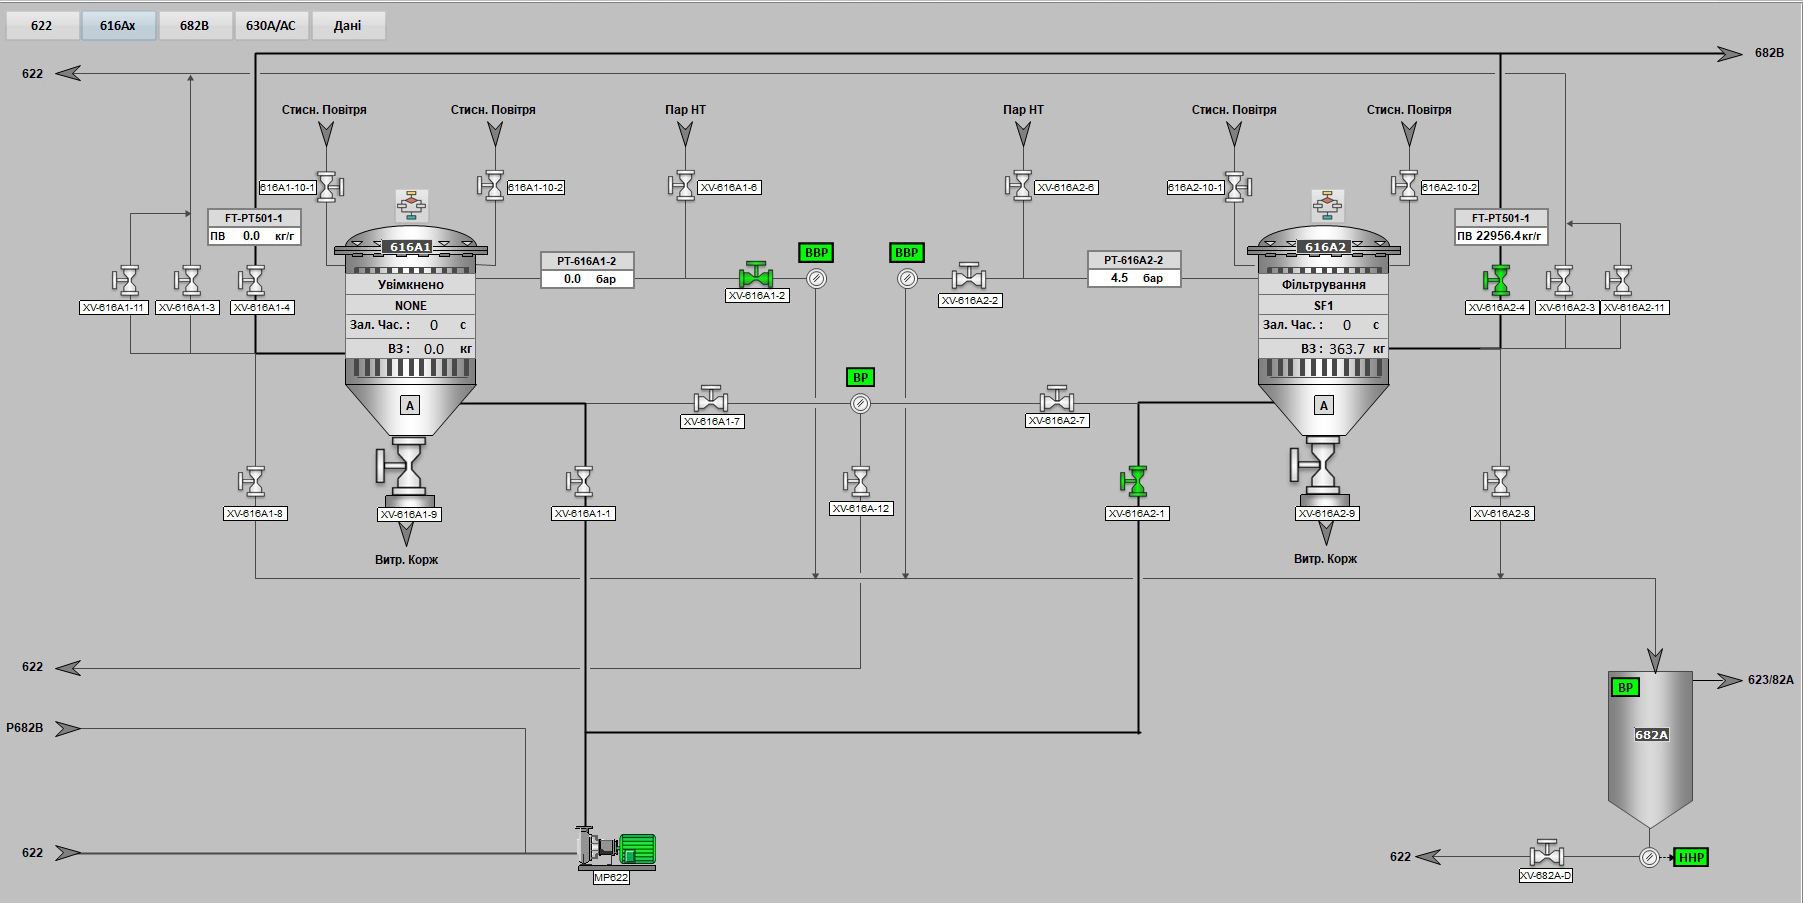 622 616Ax 682B 630A/AC Дані
682B
622
Стисн. Повітря Стисн. Повітря Пар НТ Пар НТ Стисн. Повітря Стисн. Повітря
616A1-10-1 616A1-10-2 XV-616A1-6 XV-616A2-6 616A2-10-1 616A2-10-2
FT-PT501-1 FT-PT501-1
ПВ 0.0 кг/г ПВ 22956.4 кг/г
616A1 616A2
ВВР ВВР
PT-616A1-2 PT-616A2-2
0.0 бар 4.5 бар
Увімкнено Фільтрування
XV-616A1-2 XV-616A2-2
NONE SF1
XV-616A1-11 XV-616A1-3 XV-616A1-4 XV-616A2-4 XV-616A2-3 XV-616A2-11
Зал. Час. : 0 с Зал. Час. : 0 с
ВЗ : 0.0 кг ВЗ : 363.7 кг
ВР
A A
XV-616A1-7 XV-616A2-7
XV-616A1-8 XV-616A1-9 XV-616A1-1 XV-616A-12 XV-616A2-1 XV-616A2-9 XV-616A2-8
Витр. Корж Витр. Корж
622
623/82A
ВР
P682B
682A
622
622
ННР
MP622
XV-682A-D